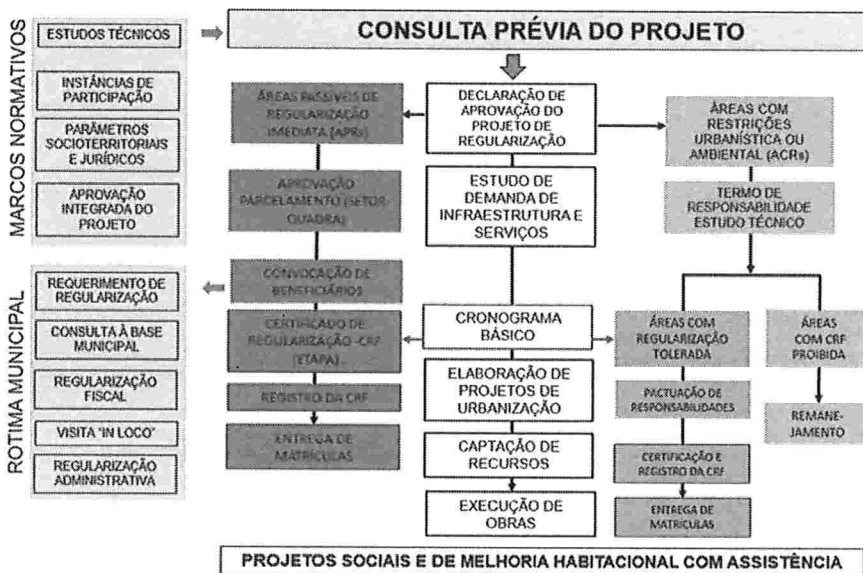 MARCOS NORMATIVOS
ESTUDOS TÉCNICOS
INSTÂNCIAS DE
PARTICIPAÇÃO
PARÂMETROS
SOCIOTERRITORIAIS
E JURÍDICOS
APROVAÇÃO
INTEGRADA DO
PROJETO
ROTIMA MUNICIPAL
REQUERIMENTO DE
REGULARIZAÇÃO
CONSULTA À BASE
MUNICIPAL
REGULARIZAÇÃO
FISCAL
VISITA "IN LOCO"
REGULARIZAÇÃO
ADMINISTRATIVA
CONSULTA PRÉVIA DO PROJETO
ÁREAS PASSÍVEIS DE
REGULARIZAÇÃO
IMEDIATA (APRs)
APROVAÇÃO
PARCELAMENTO (SETOR-
QUADRA)
CONVOCAÇÃO DE
BENEFICIÁRIOS
CERTIFICADO DE
REGULARIZAÇÃO -CRF
(ETAPA)
REGISTRO DA CRF
ENTREGA DE
MATRÍCULAS
DECLARAÇÃO DE
APROVAÇÃO DO
PROJETO DE
REGULARIZAÇÃO
ESTUDO DE
DEMANDA DE
INFRAESTRUTURA E
SERVIÇOS
CRONOGRAMA
BÁSICO
ELABORAÇÃO DE
PROJETOS DE
URBANIZAÇÃO
CAPTAÇÃO DE
RECURSOS
EXECUÇÃO DE
OBRAS
ÁREAS COM
RESTRIÇÕES
URBANÍSTICA OU
AMBIENTAL (ACRs)
TERMO DE
RESPONSABILIDADE
ESTUDO TÉCNICO
ÁREAS COM
REGULARIZAÇÃO
TOLERADA
PACTUAÇÃO DE
RESPONSABILIDADES
CERTIFICAÇÃO E
REGISTRO DA CRF
ENTREGA DE
MATRÍCULAS
ÁREAS
COM CRF
PROIBIDA
REMANE-
JAMENTO
PROJETOS SOCIAIS E DE MELHORIA HABITACIONAL COM ASSISTÊNCIA